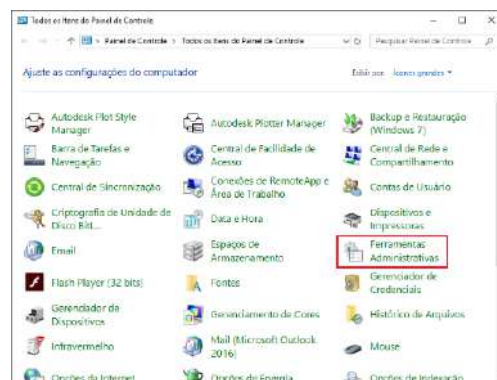 Todos os Itens do Painel de Controle
Painel de Controle > Todos os Itens do Painel de Controle
Pesquisar Painel de Controle
Ajuste as configurações do computador
Exibir por: Ícones grandes
Autodesk Plot Style
Manager
Autodesk Plotter Manager
Backup e Restauração
(Windows 7)
Barra de Tarefas e
Navegação
Central de Facilidade de
Acesso
Central de Rede e
Compartilhamento
Central de Sincronização
Conexões de RemoteApp e
Área de Trabalho
Contas de Usuário
Criptografia de Unidade de
Disco BitL...
Data e Hora
Dispositivos e
Impressoras
Email
Espaços de
Armazenamento
Ferramentas
Administrativas
Flash Player (32 bits)
Fontes
Gerenciador de
Credenciais
Gerenciador de
Dispositivos
Gerenciamento de Cores
Histórico de Arquivos
Infravermelho
Mail (Microsoft Outlook
2016)
Mouse
Opções da Internet
Opções de Energia
Opções de Indexação